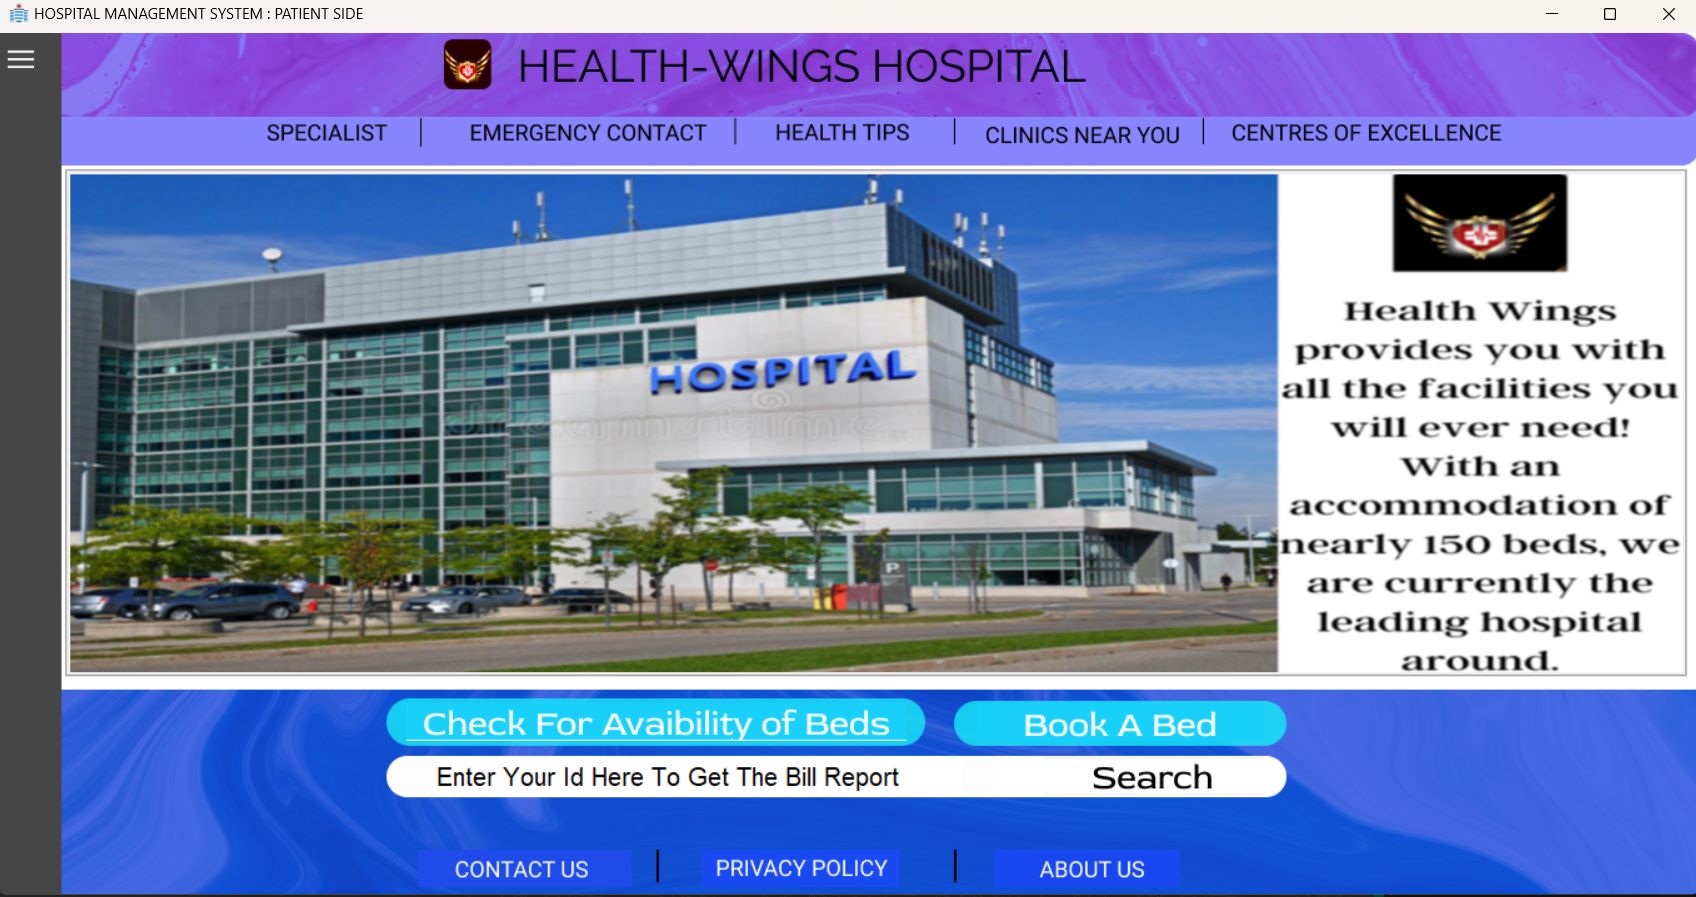 HOSPITAL MANAGEMENT SYSTEM : PATIENT SIDE
HEALTH-WINGS HOSPITAL
SPECIALIST
EMERGENCY CONTACT
HEALTH TIPS
CLINICS NEAR YOU
CENTRES OF EXCELLENCE
HOSPITAL
dreamstime
P
Health Wings
provides you with
all the facilities you
will ever need!
With an
accommodation of
nearly 150 beds, we
are currently the
leading hospital
around.
Check For Avaibility of Beds
Book A Bed
Enter Your Id Here To Get The Bill Report
Search
CONTACT US
PRIVACY POLICY
ABOUT US